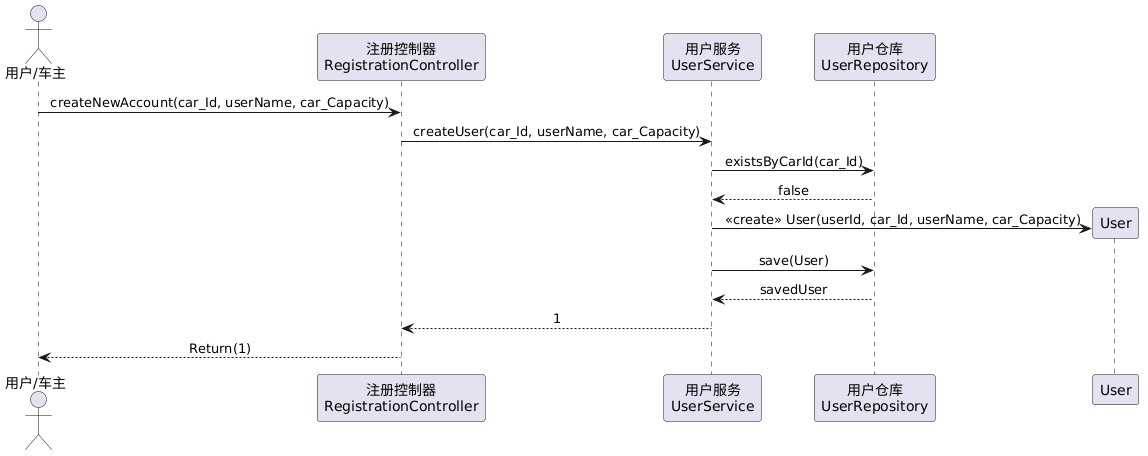 用户/车主
注册控制器
RegistrationController
用户服务
UserService
用户仓库
UserRepository
createNewAccount(car_Id, userName, car_Capacity)
createUser(car_Id, userName, car_Capacity)
existsByCarId(car_Id)
false
«create» User(userId, car_Id, userName, car_Capacity)
User
save(User)
savedUser
1
Return(1)
用户/车主
注册控制器
RegistrationController
用户服务
UserService
用户仓库
UserRepository
User